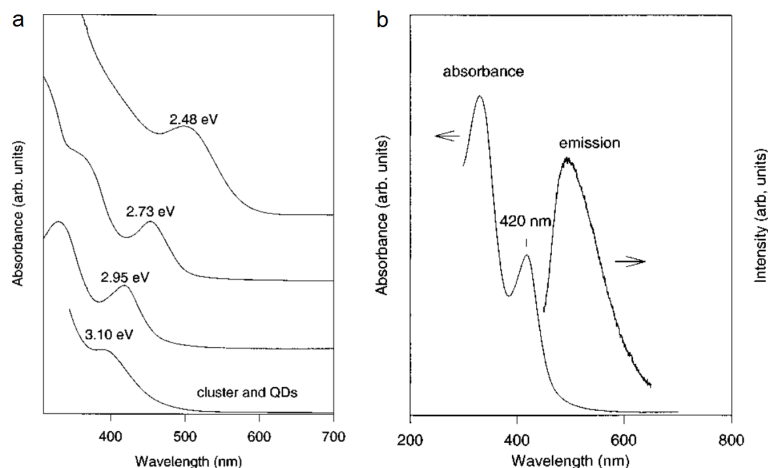 a
2.48 eV
2.73 eV
2.95 eV
3.10 eV
cluster and QDs
Absorbance (arb. units)
400 500 600 700
Wavelength (nm)
b
absorbance
emission
420 nm
Absorbance (arb. units)
Intensity (arb, units)
200 400 600 800
Wavelength (nm)